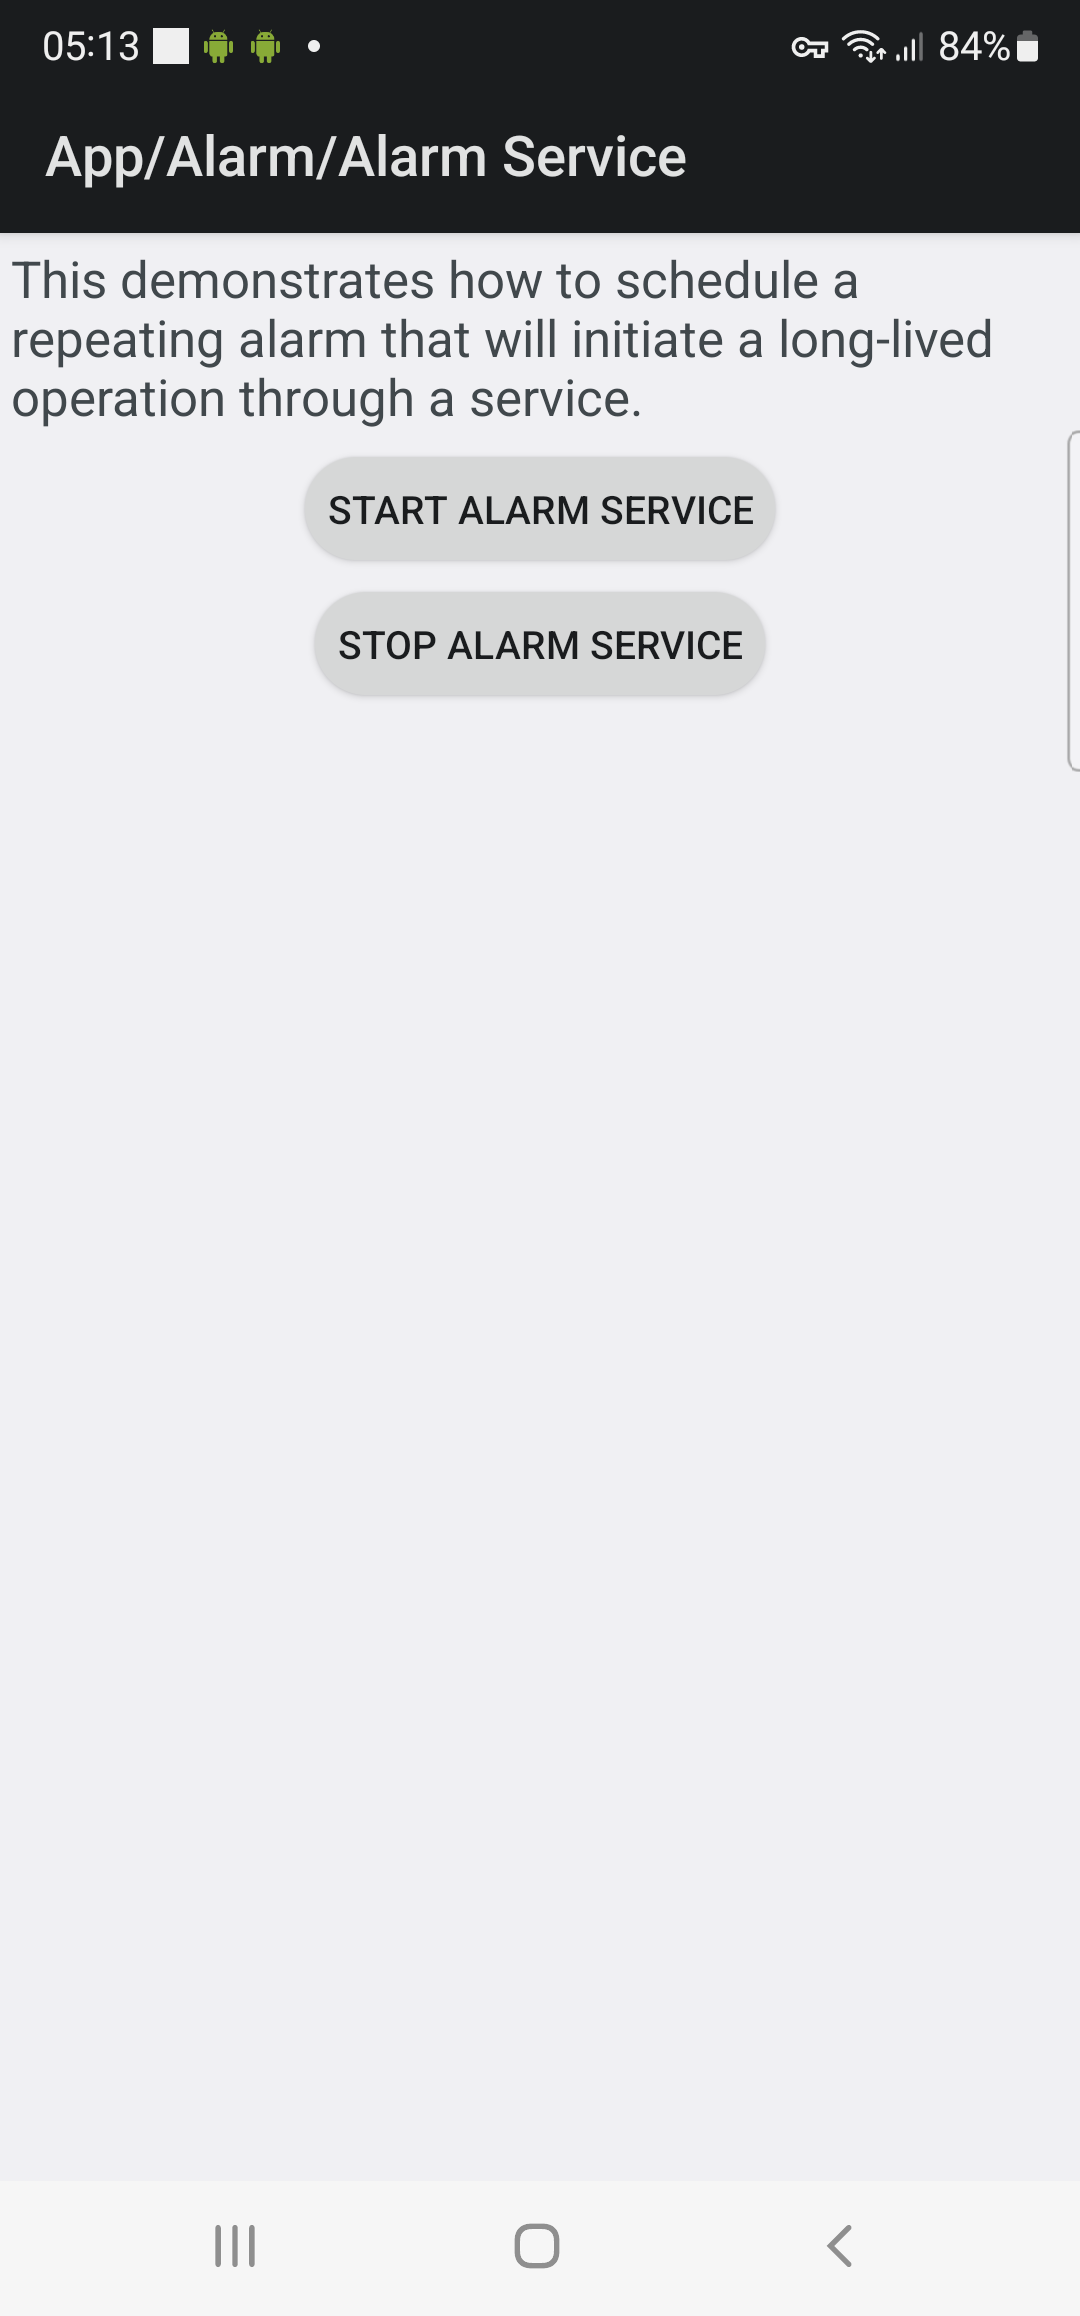 05:13
84%
App/Alarm/Alarm Service
This demonstrates how to schedule a
repeating alarm that will initiate a long-lived
operation through a service.
START ALARM SERVICE
STOP ALARM SERVICE